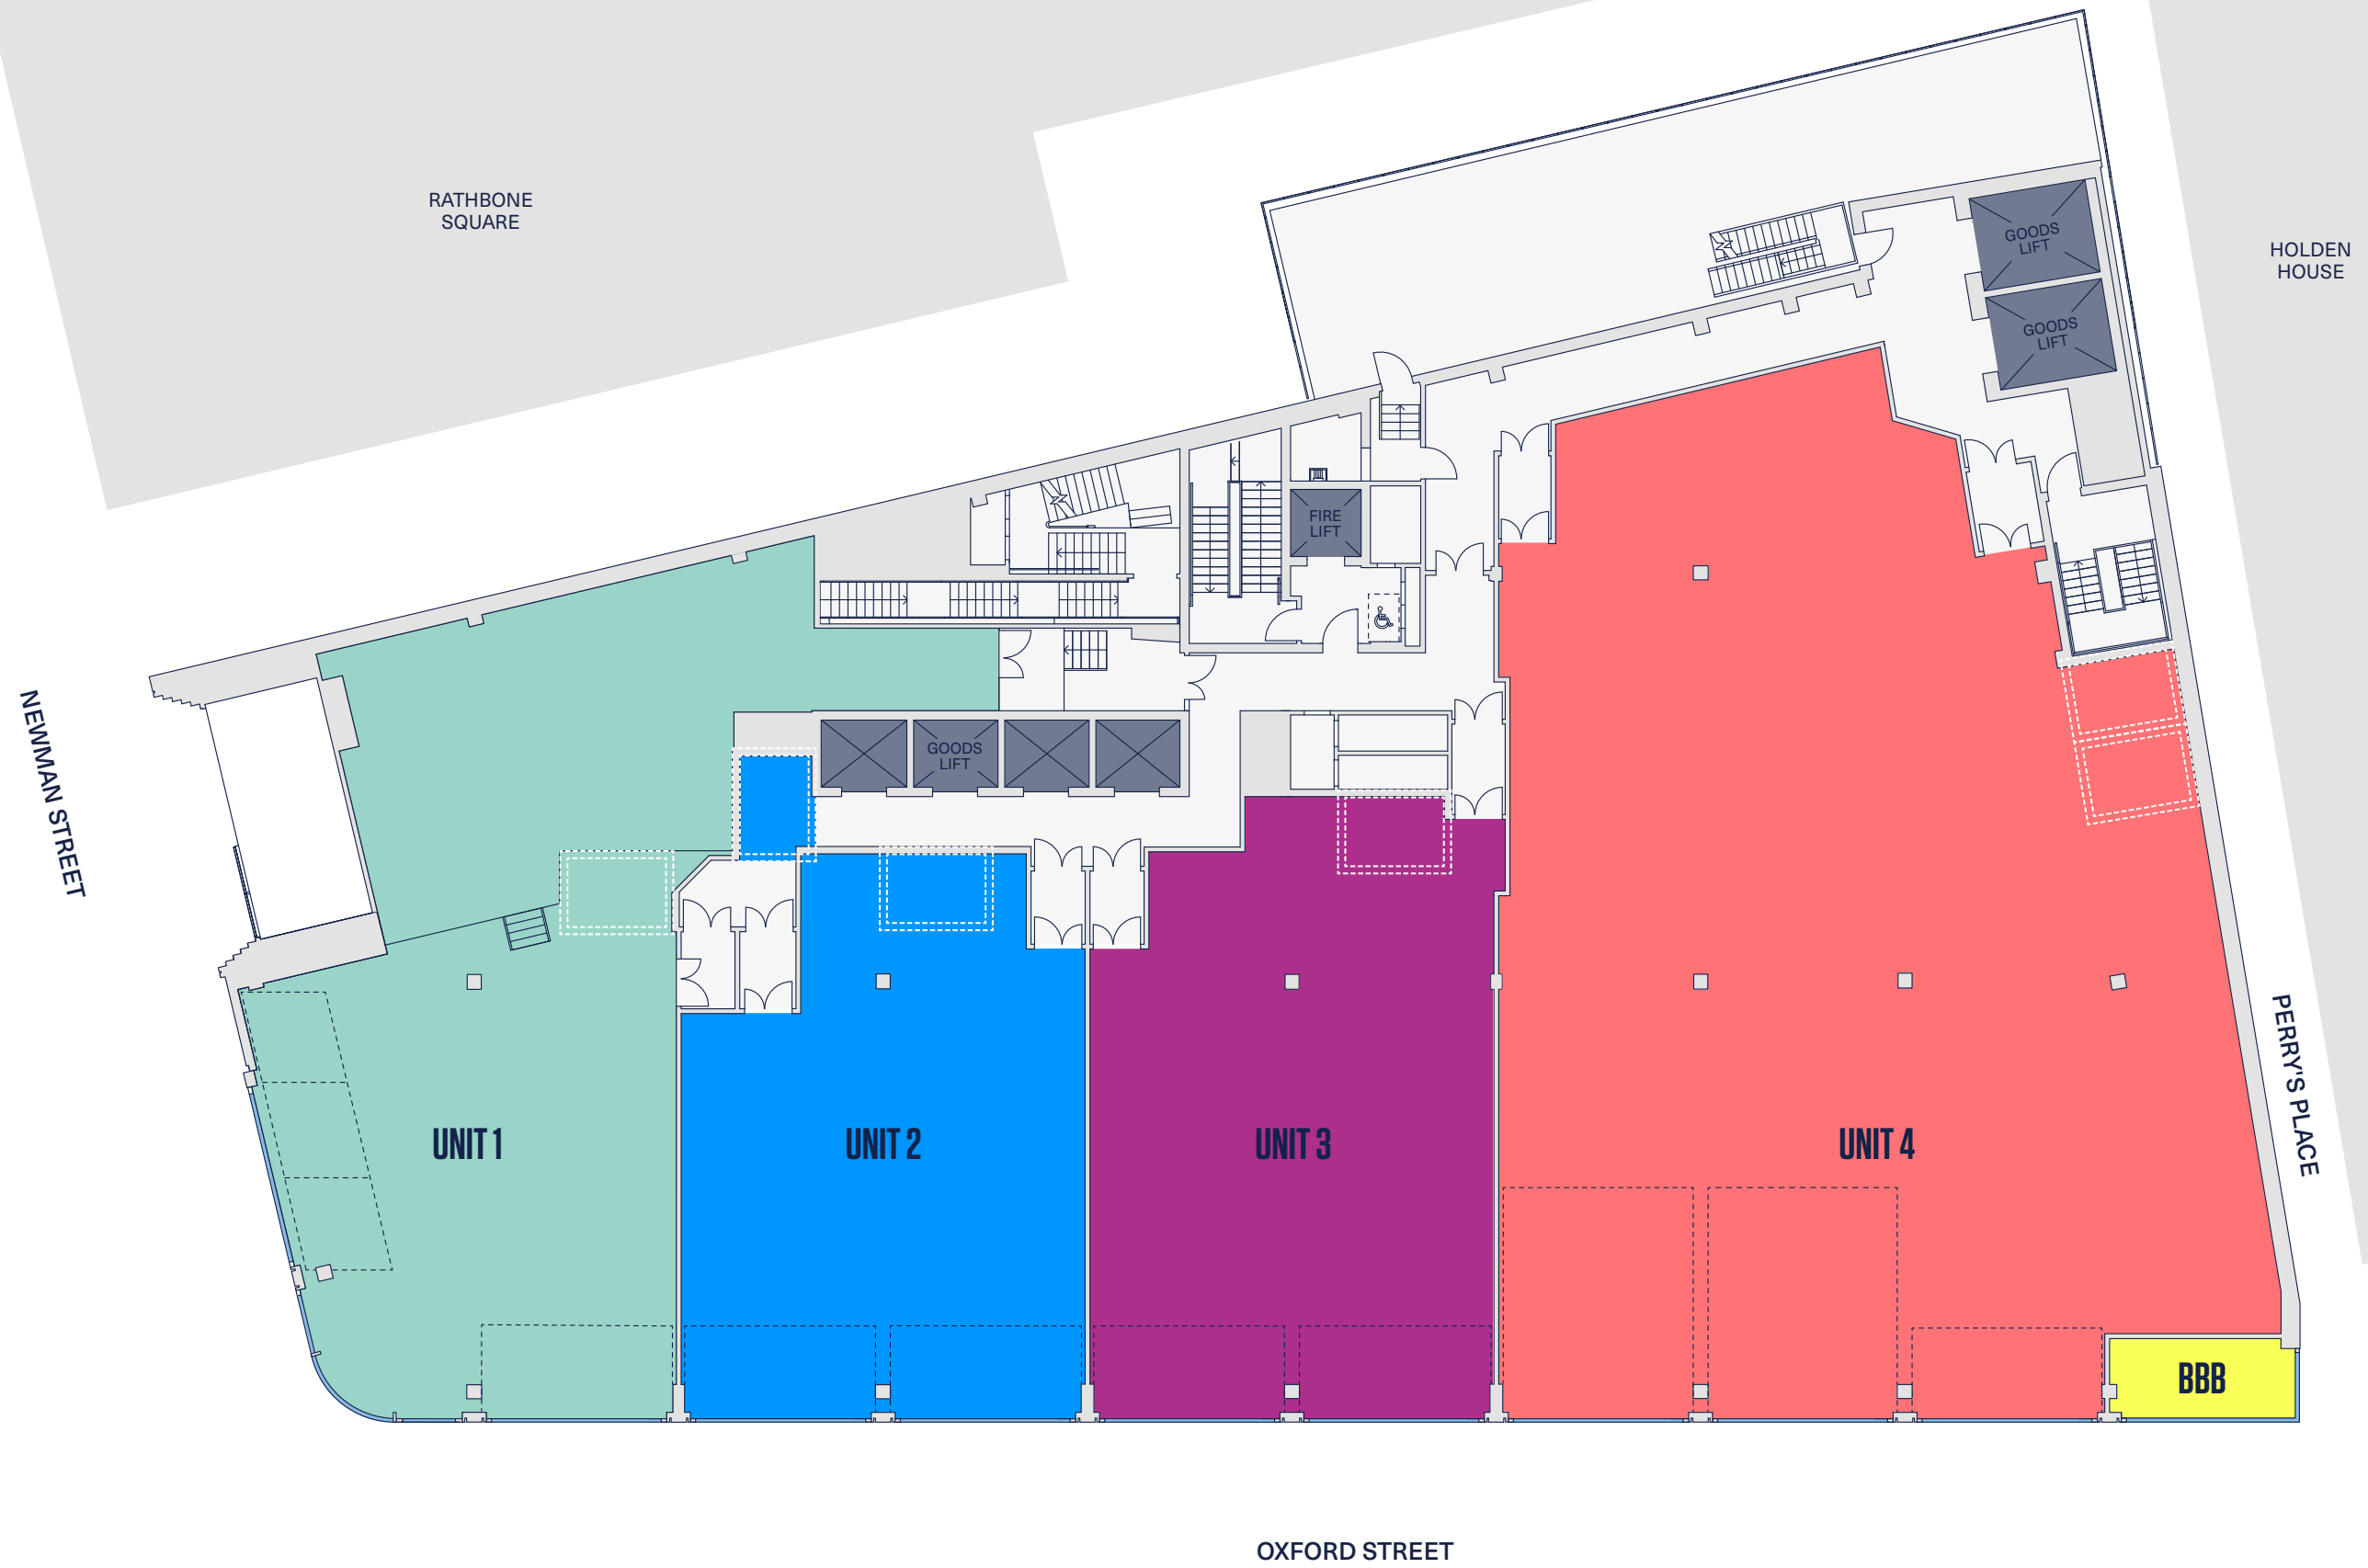 RATHBONE
SQUARE
GOODS
LIFT
HOLDEN
HOUSE
GOODS
LIFT
FIRE
LIFT
NEWMAN STREET
GOODS
LIFT
PERRY'S PLACE
UNIT 1
UNIT 2
UNIT 3
UNIT 4
BBB
OXFORD STREET